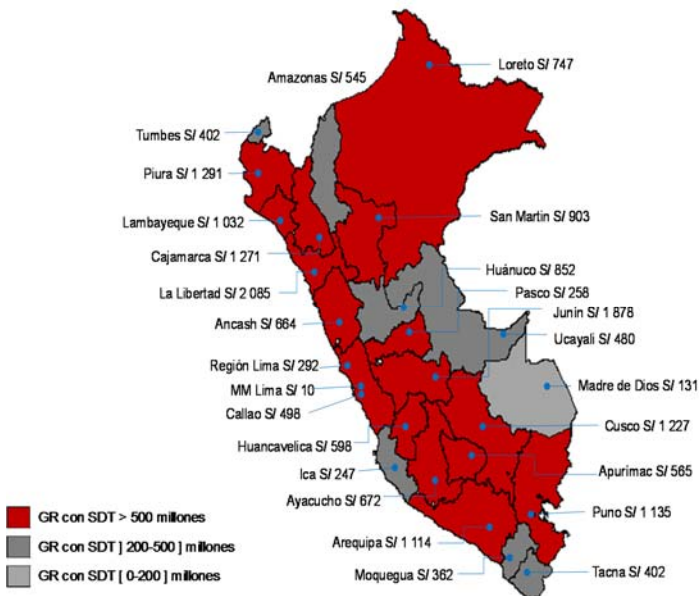 Loreto S/ 747
Amazonas S/ 545
Tumbes S/ 402
Piura S/ 1 291
Lambayeque S/ 1 032
San Martin S/ 903
Cajamarca S/ 1 271
Huánuco S/ 852
Pasco S/ 258
La Libertad S/ 2 085
Junín S/ 1 878
Ancash S/ 664
Ucayali S/ 480
Región Lima S/ 292
MM Lima S/ 10
Madre de Dios S/ 131
Callao S/ 498
Cusco S/ 1 227
Huancavelica S/ 598
Ica S/ 247
Apurimac S/ 565
Ayacucho S/ 672
Puno S/ 1 135
Arequipa S/ 1 114
Moquegua S/ 362
Tacna S/ 402
GR con SDT > 500 millones
GR con SDT ] 200-500 ] millones
GR con SDT [ 0-200 ] millones